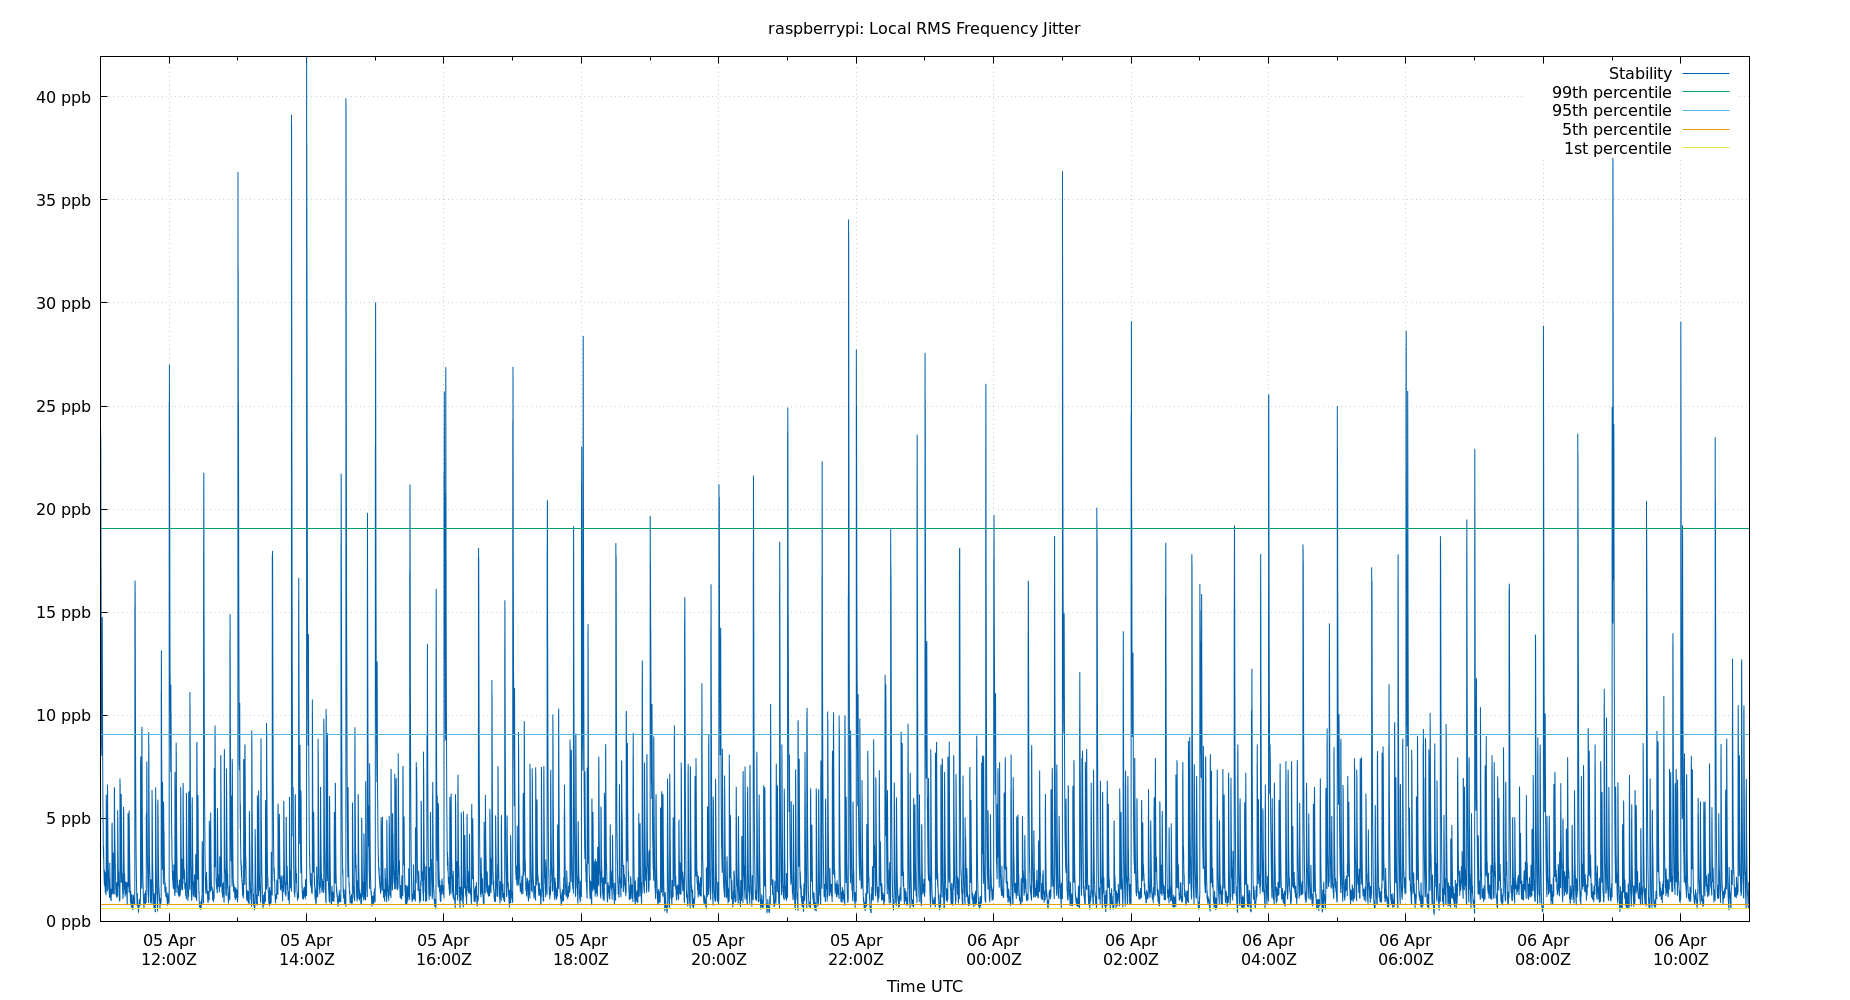 raspberrypi: Local RMS Frequency Jitter
Stability
99th percentile
95th percentile
5th percentile
1st percentile
40 ppb
35 ppb
30 ppb
25 ppb
20 ppb
15 ppb
10 ppb
5 ppb
0 ppb
05 Apr 05 Apr 05 Apr 05 Apr 05 Apr 05 Apr 06 Apr 06 Apr 06 Apr 06 Apr 06 Apr 06 Apr
12:00Z 14:00Z 16:00Z 18:00Z 20:00Z 22:00Z 00:00Z 02:00Z 04:00Z 06:00Z 08:00Z 10:00Z
Time UTC